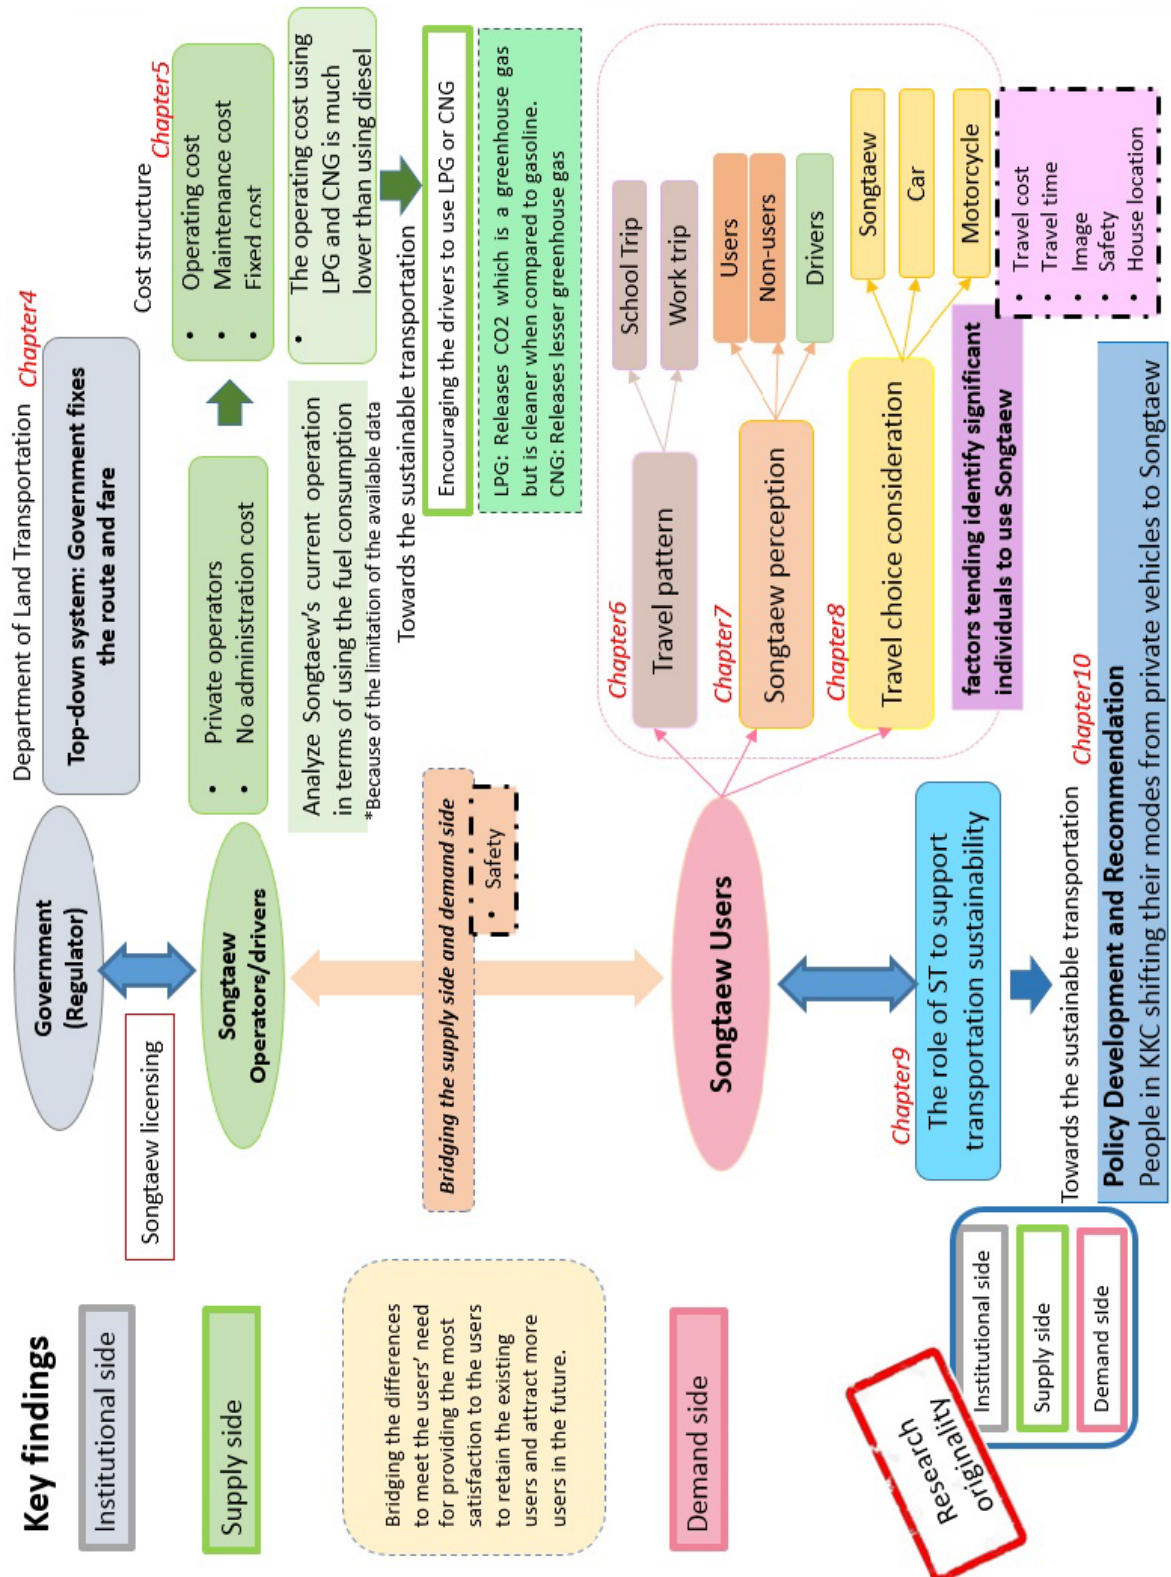 Key findings
Institutional side
Songtaew licensing
Government
(Regulator)
Department of Land Transportation
Chapter4
Top-down system: Government fixes
the route and fare
Supply side
Songtaew
Operators/drivers
• Private operators
• No administration cost
Cost structure
Chapter5
• Operating cost
• Maintenance cost
• Fixed cost
Analyze Songtaew's current operation
in terms of using the fuel consumption
*Because of the limitation of the available data
• The operating cost using
LPG and CNG is much
lower than using diesel
Towards the sustainable transportation
Encouraging the drivers to use LPG or CNG
LPG: Releases CO2 which is a greenhouse gas
but is cleaner when compared to gasoline.
CNG: Releases lesser greenhouse gas
Bridging the differences
to meet the users' need
for providing the most
satisfaction to the users
to retain the existing
users and attract more
users in the future.
Bridging the supply side and demand side
• Safety
Demand side
Songtaew Users
Chapter6
Travel pattern
School Trip
Work trip
Chapter7
Songtaew perception
Users
Non-users
Drivers
Chapter8
Travel choice consideration
Songtaew
Car
Motorcycle
factors tending identify significant
individuals to use Songtaew
• Travel cost
• Travel time
• Image
• Safety
• House location
Chapter9
The role of ST to support
transportation sustainability
Research
originality
Institutional side
Supply side
Demand side
Towards the sustainable transportation
Chapter10
Policy Development and Recommendation
People in KKC shifting their modes from private vehicles to Songtaew